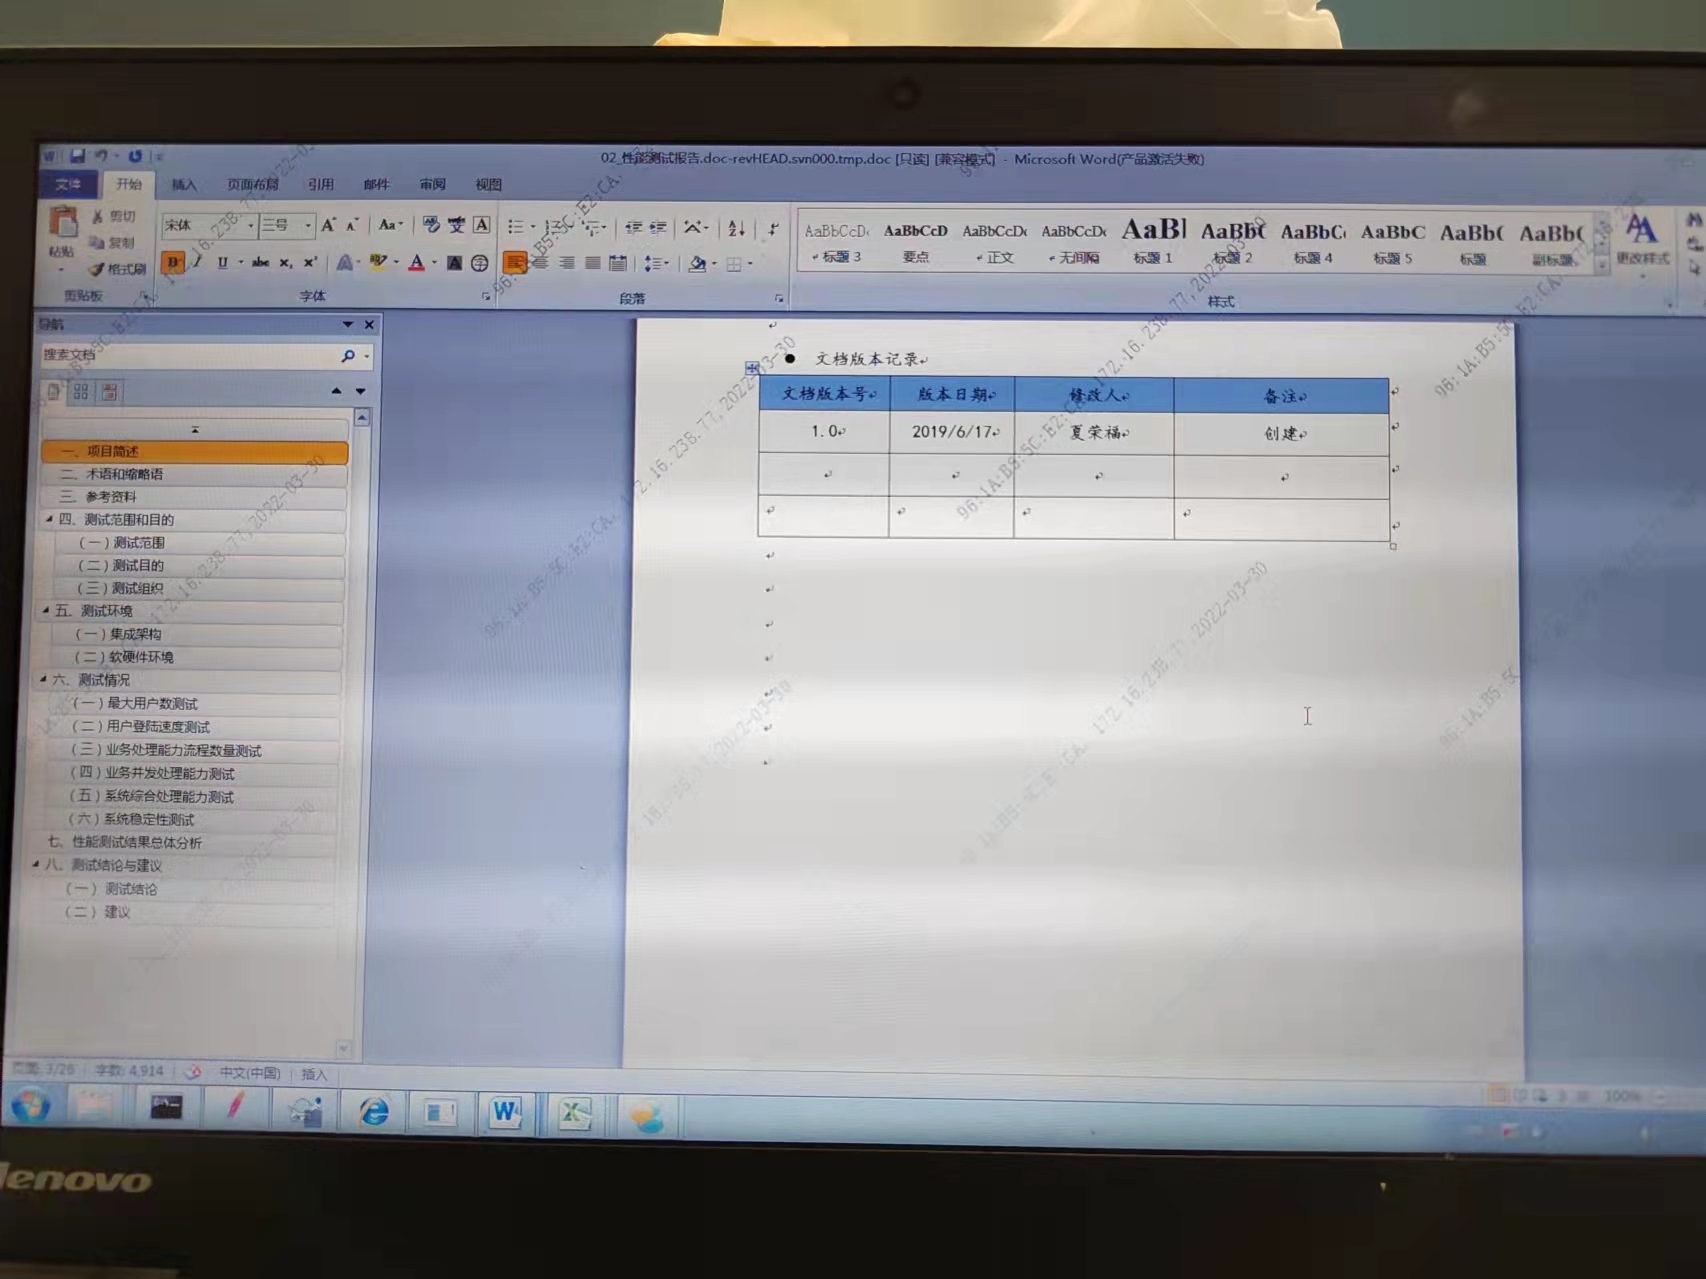 02_性能测试报告.doc-revHEAD.svn000.tmp.doc [只读] [兼容模式] - Microsoft Word(产品激活失败)
文件 开始 插入 页面布局 引用 邮件 审阅 视图
粘贴 剪切 复制 格式刷
宋体 三号
AaBbCcDc AaBbCcD AaBbCcDc AaBbCcDc AaBl AaBb( AaBbC AaBbC AaBb( AaBb(
标题 3 要点 正文 无间隔 标题 1 标题 2 标题 4 标题 5 标题 副标题 更改样式
剪贴板 字体 段落 样式
导航
搜索文档
一、项目简述
二、术语和缩略语
三、参考资料
四、测试范围和目的
(一)测试范围
(二)测试目的
(三)测试组织
五、测试环境
(一)集成架构
(二)软硬件环境
六、测试情况
(一)最大用户数测试
(二)用户登陆速度测试
(三)业务处理能力流程数量测试
(四)业务并发处理能力测试
(五)系统综合处理能力测试
(六)系统稳定性测试
七、性能测试结果总体分析
八、测试结论与建议
(一) 测试结论
(二) 建议
● 文档版本记录
文档版本号 版本日期 修改人 备注
1.0 2019/6/17 夏荣福 创建
96:1A:B5:5C:E2:CA, 172.16.238.77, 2022-03-30
页面: 3/26 字数: 4,914 中文(中国) 插入
100%
lenovo